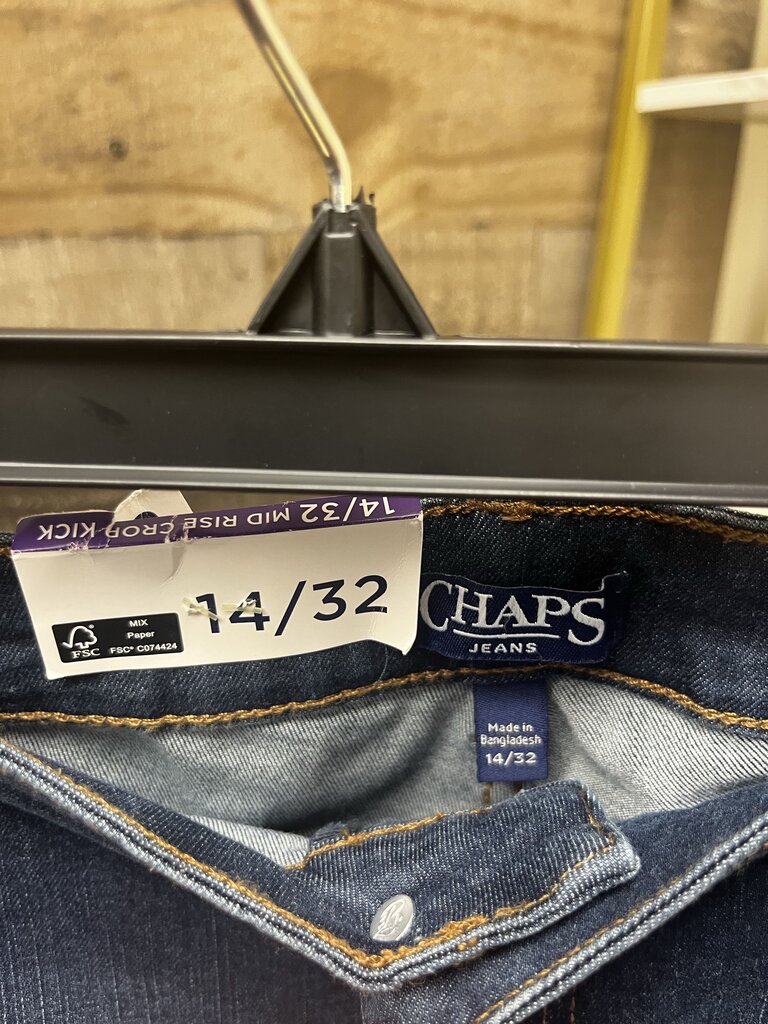 14/32 MID RISE CROP KICK
14/32
MIX
Paper
FSC® C074424
FSC
CHAPS
JEANS
Made in
Bangladesh
14/32